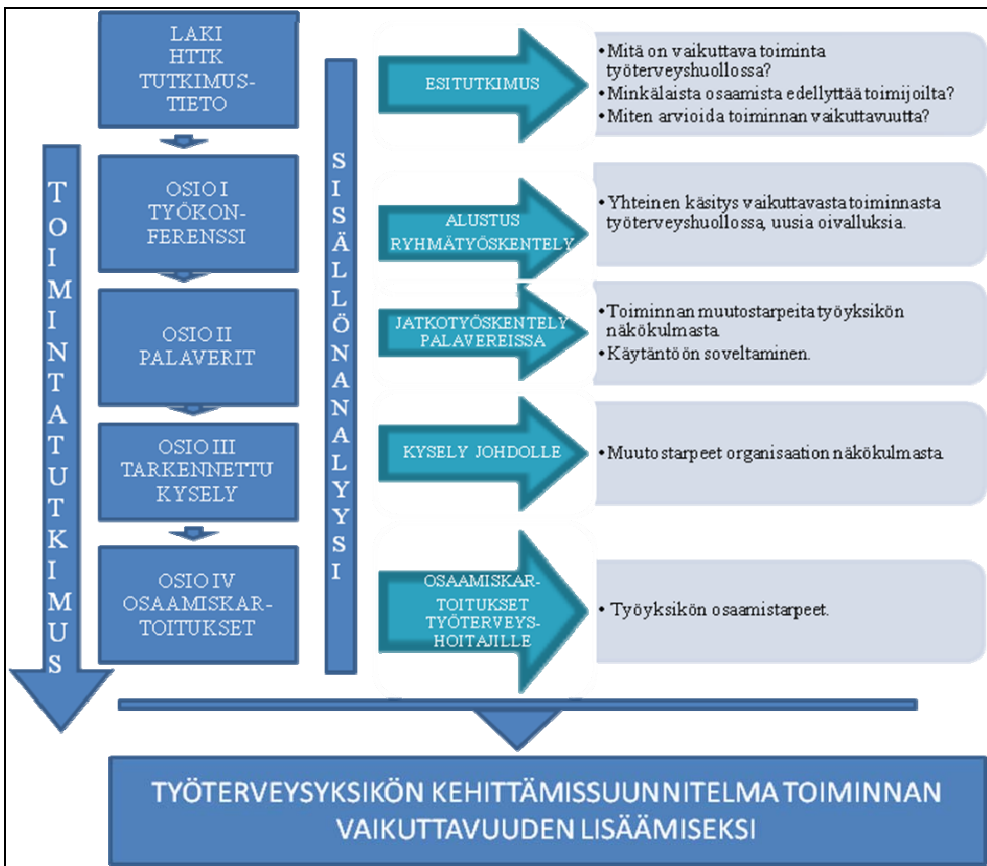 LAKI
HTTK
TUTKIMUS-
TIETO
ESITUTKIMUS
• Mitä on vaikuttava toiminta
työterveyshuollossa?
• Minkälaista osaamista edellyttää toimijoilta?
• Miten arvioida toiminnan vaikuttavuutta?
TOIMINTATUTKIMUS
SISÄLLÖNANALYYSI
OSIO I
TYÖKON-
FERENSSI
ALUSTUS
RYHMÄTYÖSKENTELY
• Yhteinen käsitys vaikuttavasta toiminnasta
työterveyshuollossa, uusia oivalluksia.
OSIO II
PALAVERIT
JATKOTYÖSKENTELY
PALAVEREISSA
• Toiminnan muutostarpeita työyksikön
näkökulmasta.
• Käytäntöön soveltaminen.
OSIO III
TARKENNETTU
KYSELY
KYSELY JOHDOLLE
• Muutostarpeet organisaation näkökulmasta.
OSIO IV
OSAAMISKAR-
TOITUKSET
OSAAMISKAR-
TOITUKSET
TYÖTERVEYS-
HOITAJILLE
• Työyksikön osaamistarpeet.
TYÖTERVEYSYKSIKÖN KEHITTÄMISSUUNNITELMA TOIMINNAN
VAIKUTTAVUUDEN LISÄÄMISEKSI